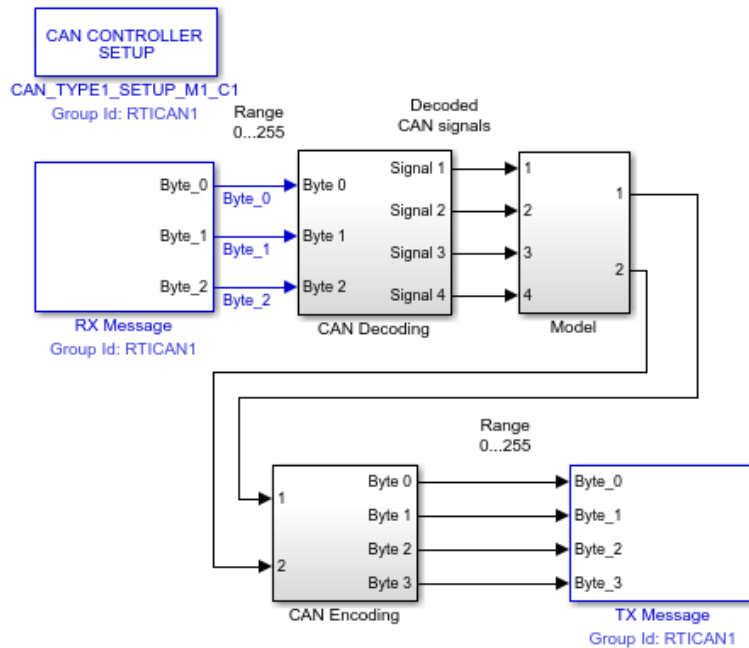 CAN CONTROLLER
SETUP
CAN_TYPE1_SETUP_M1_C1
Group Id: RTICAN1
Range
0...255
Decoded
CAN signals
Byte_0
Byte_1
Byte_2
Byte_0
Byte_1
Byte_2
Byte 0
Byte 1
Byte 2
Signal 1
Signal 2
Signal 3
Signal 4
1
2
3
4
1
2
RX Message
Group Id: RTICAN1
CAN Decoding
Model
Range
0...255
1
2
Byte 0
Byte 1
Byte 2
Byte 3
Byte_0
Byte_1
Byte_2
Byte_3
CAN Encoding
TX Message
Group Id: RTICAN1